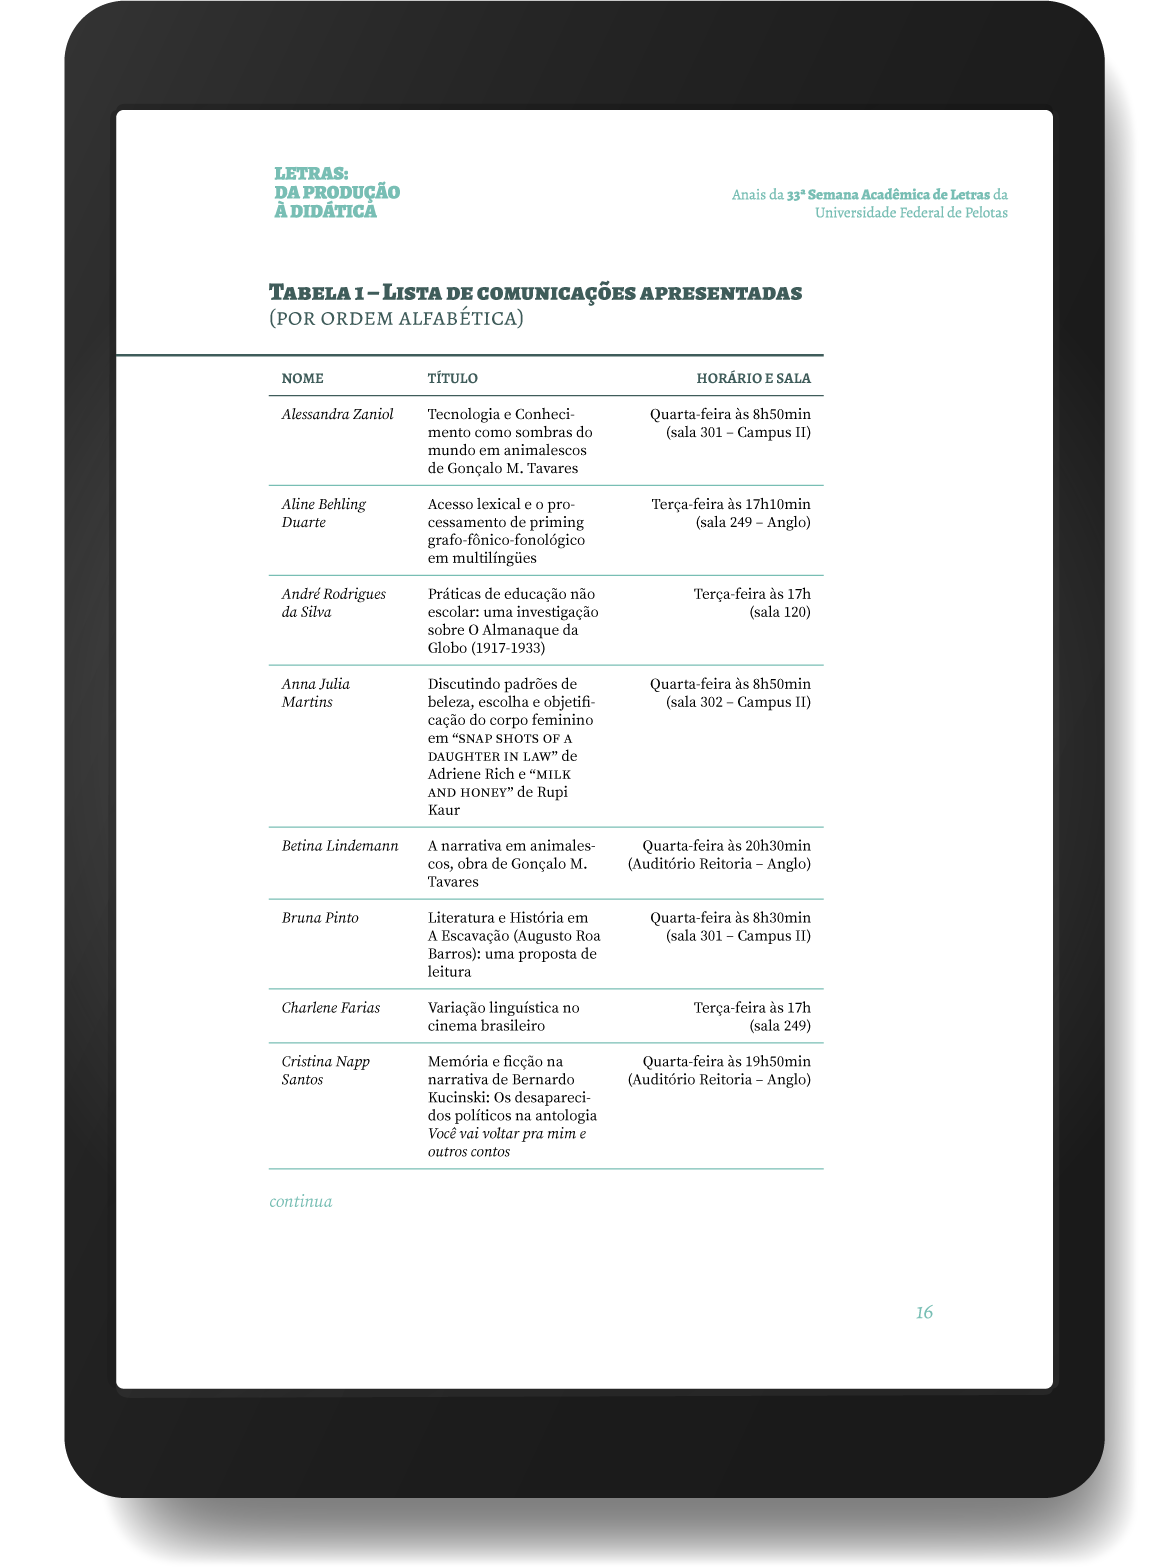 LETRAS:
DA PRODUÇÃO
À DIDÁTICA
Anais da 33ª Semana Acadêmica de Letras da
Universidade Federal de Pelotas
Tabela 1 – Lista de comunicações apresentadas
(por ordem alfabética)
NOME TÍTULO HORÁRIO E SALA
Alessandra Zaniol Tecnologia e Conheci- Quarta-feira às 8h50min
mento como sombras do (sala 301 – Campus II)
mundo em animalescos
de Gonçalo M. Tavares
Aline Behling Acesso lexical e o pro- Terça-feira às 17h10min
Duarte cessamento de priming (sala 249 – Anglo)
grafo-fônico-fonológico
em multilíngües
André Rodrigues Práticas de educação não Terça-feira às 17h
da Silva escolar: uma investigação (sala 120)
sobre O Almanaque da
Globo (1917-1933)
Anna Julia Discutindo padrões de Quarta-feira às 8h50min
Martins beleza, escolha e objetifi- (sala 302 – Campus II)
cação do corpo feminino
em “SNAP SHOTS OF A
DAUGHTER IN LAW” de
Adriene Rich e “MILK
AND HONEY” de Rupi
Kaur
Betina Lindemann A narrativa em animales- Quarta-feira às 20h30min
cos, obra de Gonçalo M. (Auditório Reitoria – Anglo)
Tavares
Bruna Pinto Literatura e História em Quarta-feira às 8h30min
A Escavação (Augusto Roa (sala 301 – Campus II)
Barros): uma proposta de
leitura
Charlene Farias Variação linguística no Terça-feira às 17h
cinema brasileiro (sala 249)
Cristina Napp Memória e ficção na Quarta-feira às 19h50min
Santos narrativa de Bernardo (Auditório Reitoria – Anglo)
Kucinski: Os desapareci-
dos políticos na antologia
Você vai voltar pra mim e
outros contos
continua
16